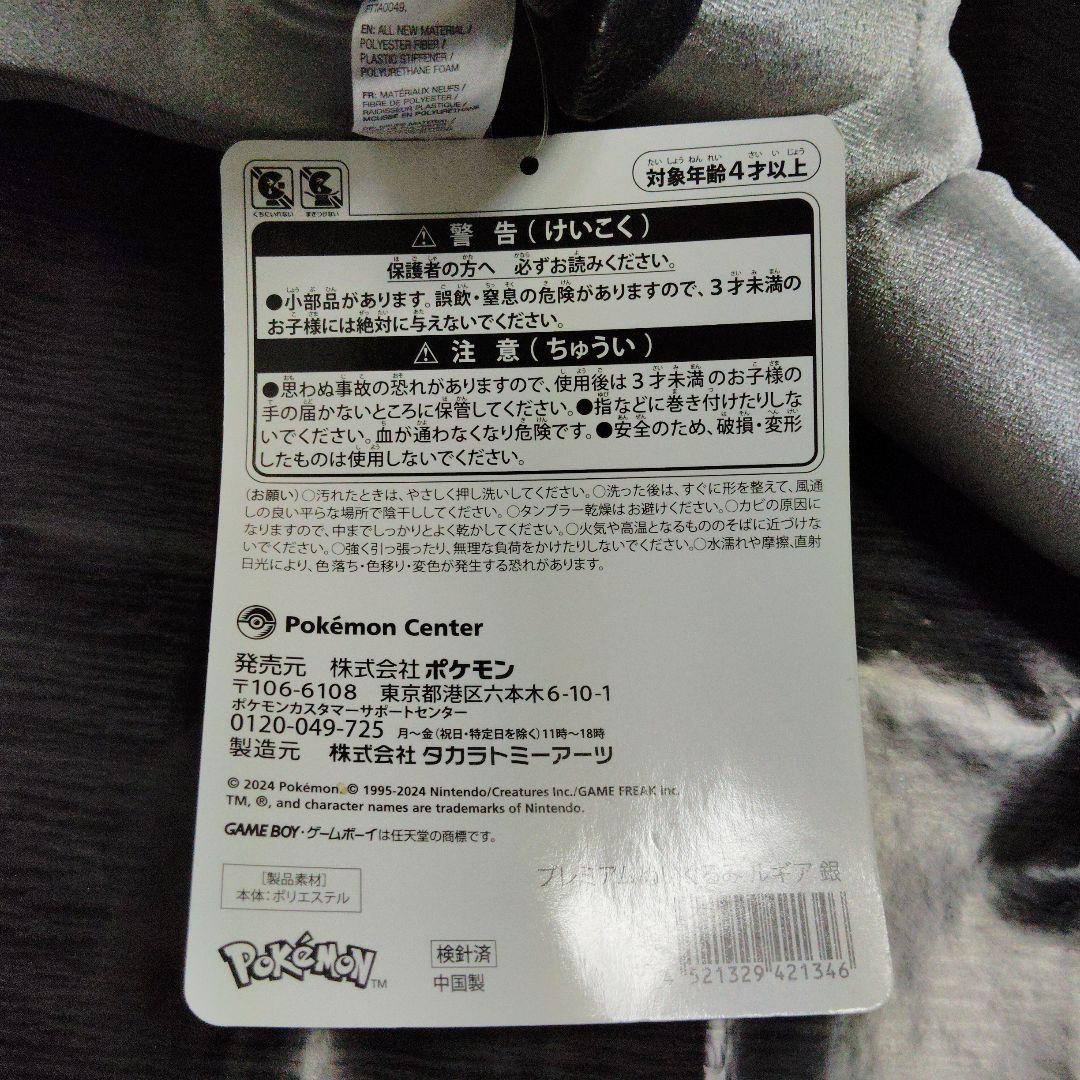 JTTA0049,
EN: ALL NEW MATERIAL/
POLYESTER FIBER/
PLASTIC STIFFENER/
POLYURETHANE FOAM
FR: MATÉRIAUX NEUFS/
FIBRE DE POLYESTER/
RAIDISSEUR PLASTIQUE/
MOUSSE EN POLYURÉTHANE
くちにいれない まきつけない
対象年齢4才以上
⚠ 警告(けいこく)
保護者の方へ 必ずお読みください。
●小部品があります。誤飲・窒息の危険がありますので、3才未満の
お子様には絶対に与えないでください。
⚠ 注意(ちゅうい)
●思わぬ事故の恐れがありますので、使用後は3才未満のお子様の
手の届かないところに保管してください。●指などに巻き付けたりしな
いでください。血が通わなくなり危険です。●安全のため、破損・変形
したものは使用しないでください。
(お願い)○汚れたときは、やさしく押し洗いしてください。○洗った後は、すぐに形を整えて、風通
しの良い平らな場所で陰干ししてください。○タンブラー乾燥はお避けください。○カビの原因に
なりますので、中までしっかりとよく乾かしてください。○火気や高温となるもののそばに近づけな
いでください。○強く引っ張ったり、無理な負荷をかけたりしないでください。○水濡れや摩擦、直射
日光により、色落ち・色移り・変色が発生する恐れがあります。
Pokémon Center
発売元 株式会社 ポケモン
〒106-6108 東京都港区六本木6-10-1
ポケモンカスタマーサポートセンター
0120-049-725 月〜金(祝日・特定日を除く)11時〜18時
製造元 株式会社 タカラトミーアーツ
© 2024 Pokémon. © 1995-2024 Nintendo/Creatures Inc./GAME FREAK inc.
TM, ®, and character names are trademarks of Nintendo.
GAME BOY・ゲームボーイは任天堂の商標です。
[製品素材]
本体:ポリエステル
プレミアムぬいぐるみルギア 銀
POKéMON™
検針済
中国製
4 521329 421346